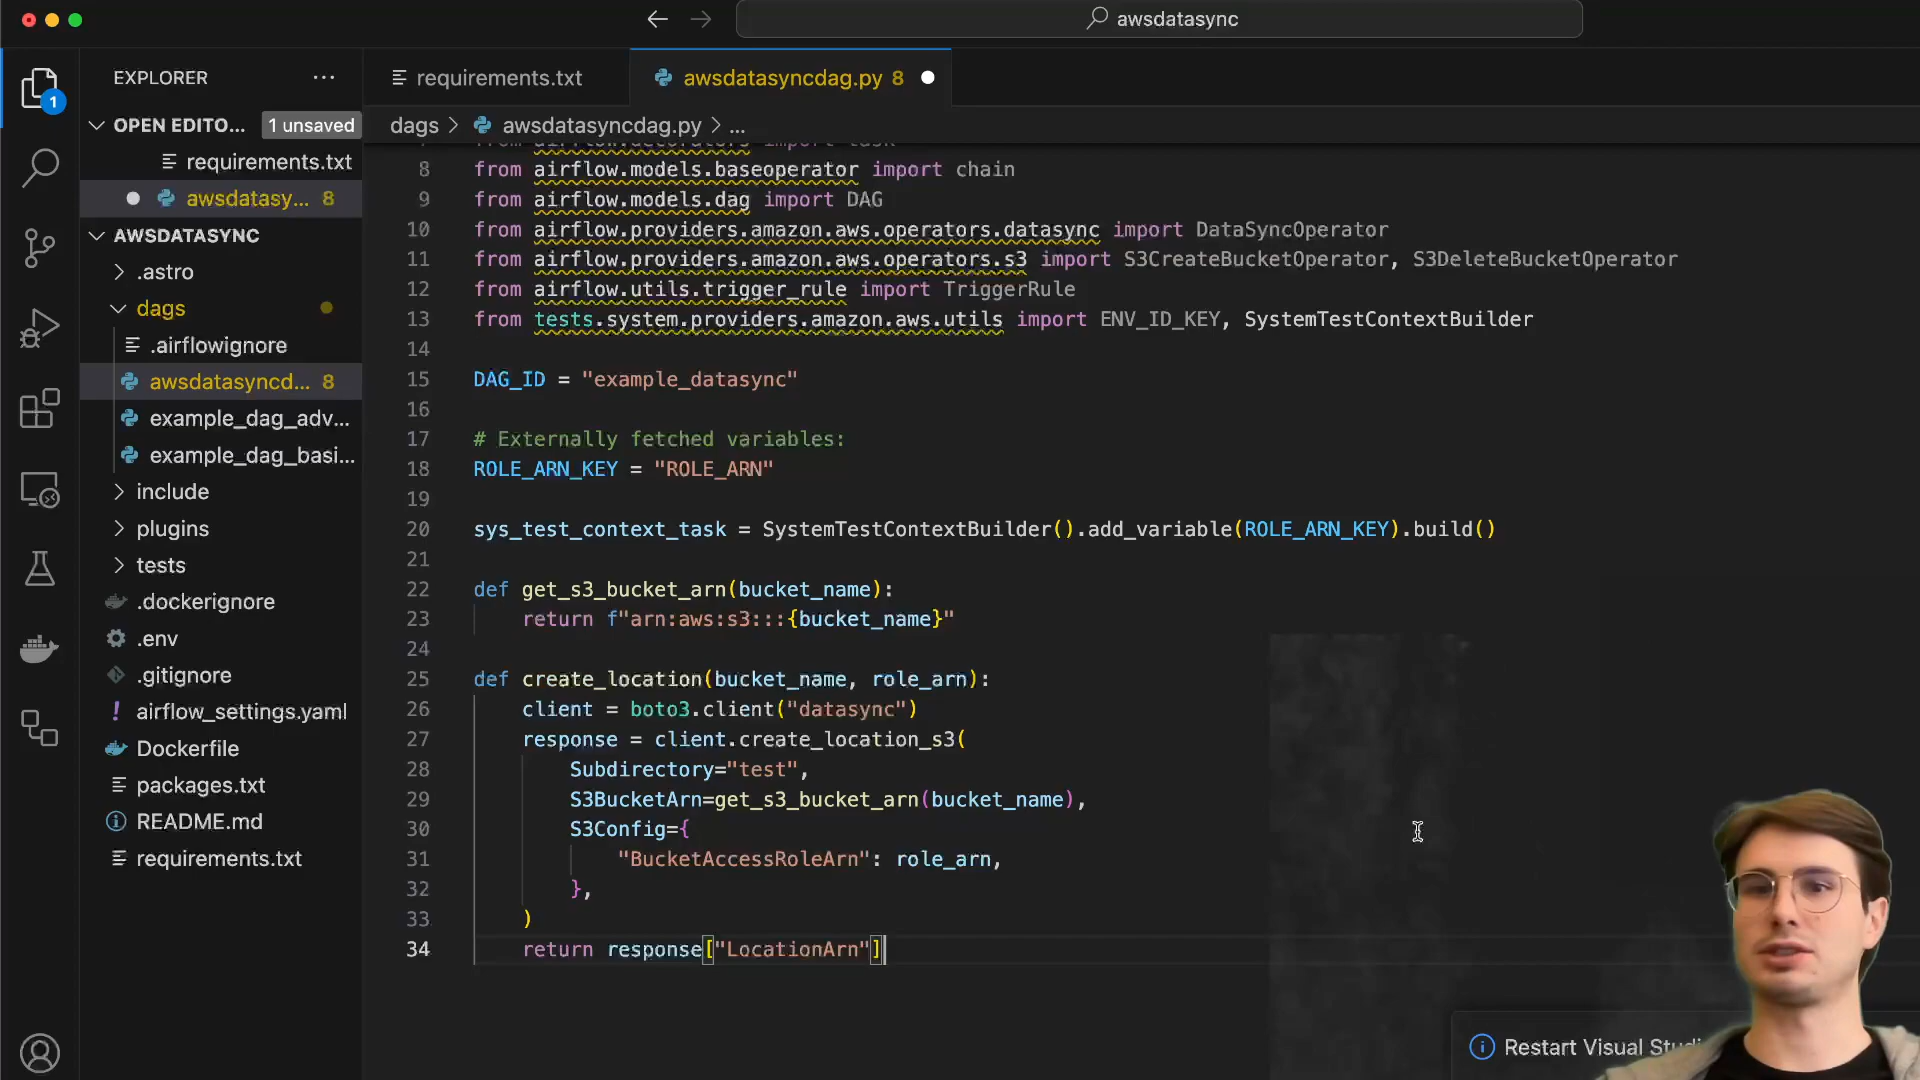 awsdatasync
EXPLORER
requirements.txt
awsdatasyncdag.py 8
OPEN EDITO... 1 unsaved
dags > awsdatasyncdag.py > ...
requirements.txt
awsdatasy... 8
AWSDATASYNC
.astro
dags
.airflowignore
awsdatasyncd... 8
example_dag_adv...
example_dag_basi...
include
plugins
tests
.dockerignore
.env
.gitignore
airflow_settings.yaml
Dockerfile
packages.txt
README.md
requirements.txt
1
7 from airflow.decorators import task
8 from airflow.models.baseoperator import chain
9 from airflow.models.dag import DAG
10 from airflow.providers.amazon.aws.operators.datasync import DataSyncOperator
11 from airflow.providers.amazon.aws.operators.s3 import S3CreateBucketOperator, S3DeleteBucketOperator
12 from airflow.utils.trigger_rule import TriggerRule
13 from tests.system.providers.amazon.aws.utils import ENV_ID_KEY, SystemTestContextBuilder
14
15 DAG_ID = "example_datasync"
16
17 # Externally fetched variables:
18 ROLE_ARN_KEY = "ROLE_ARN"
19
20 sys_test_context_task = SystemTestContextBuilder().add_variable(ROLE_ARN_KEY).build()
21
22 def get_s3_bucket_arn(bucket_name):
23 return f"arn:aws:s3:::{bucket_name}"
24
25 def create_location(bucket_name, role_arn):
26 client = boto3.client("datasync")
27 response = client.create_location_s3(
28 Subdirectory="test",
29 S3BucketArn=get_s3_bucket_arn(bucket_name),
30 S3Config={
31 "BucketAccessRoleArn": role_arn,
32 },
33 )
34 return response["LocationArn"]
Restart Visual